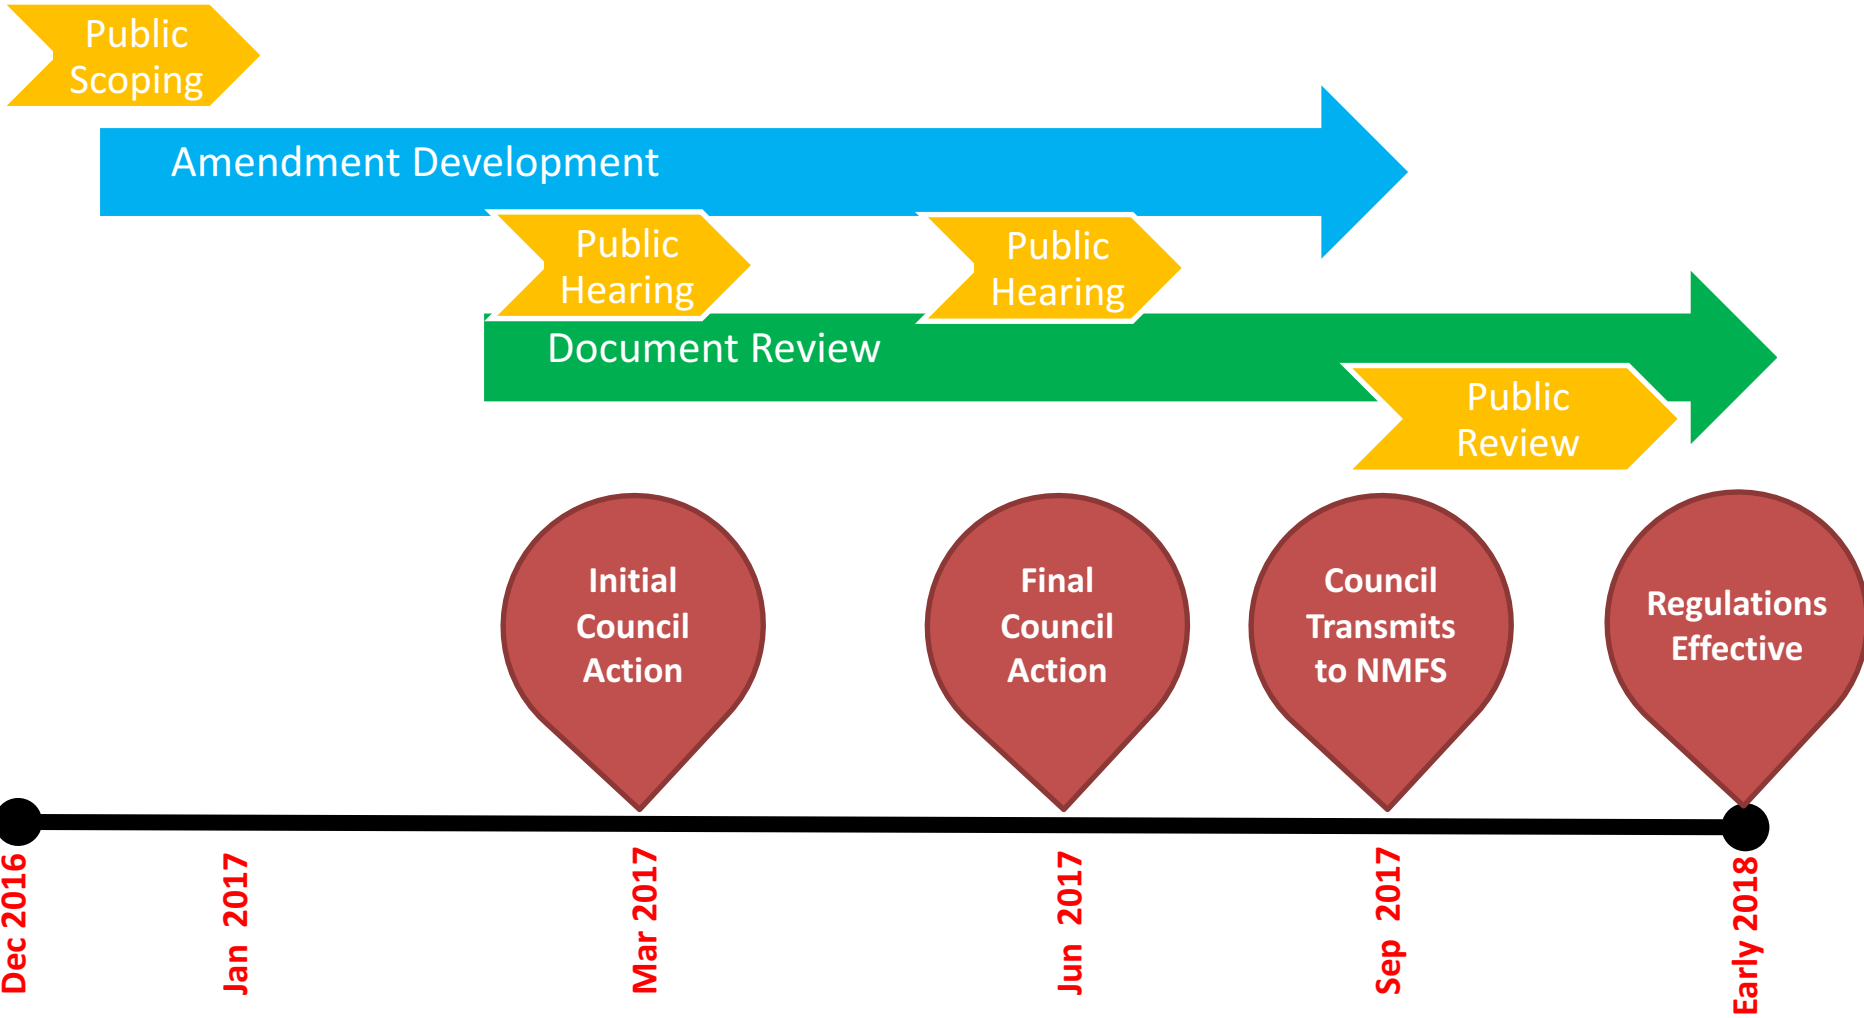 Public
Scoping
Amendment Development
Public
Hearing
Public
Hearing
Document Review
Public
Review
Initial
Council
Action
Final
Council
Action
Council
Transmits
to NMFS
Regulations
Effective
Dec 2016
Jan 2017
Mar 2017
Jun 2017
Sep 2017
Early 2018